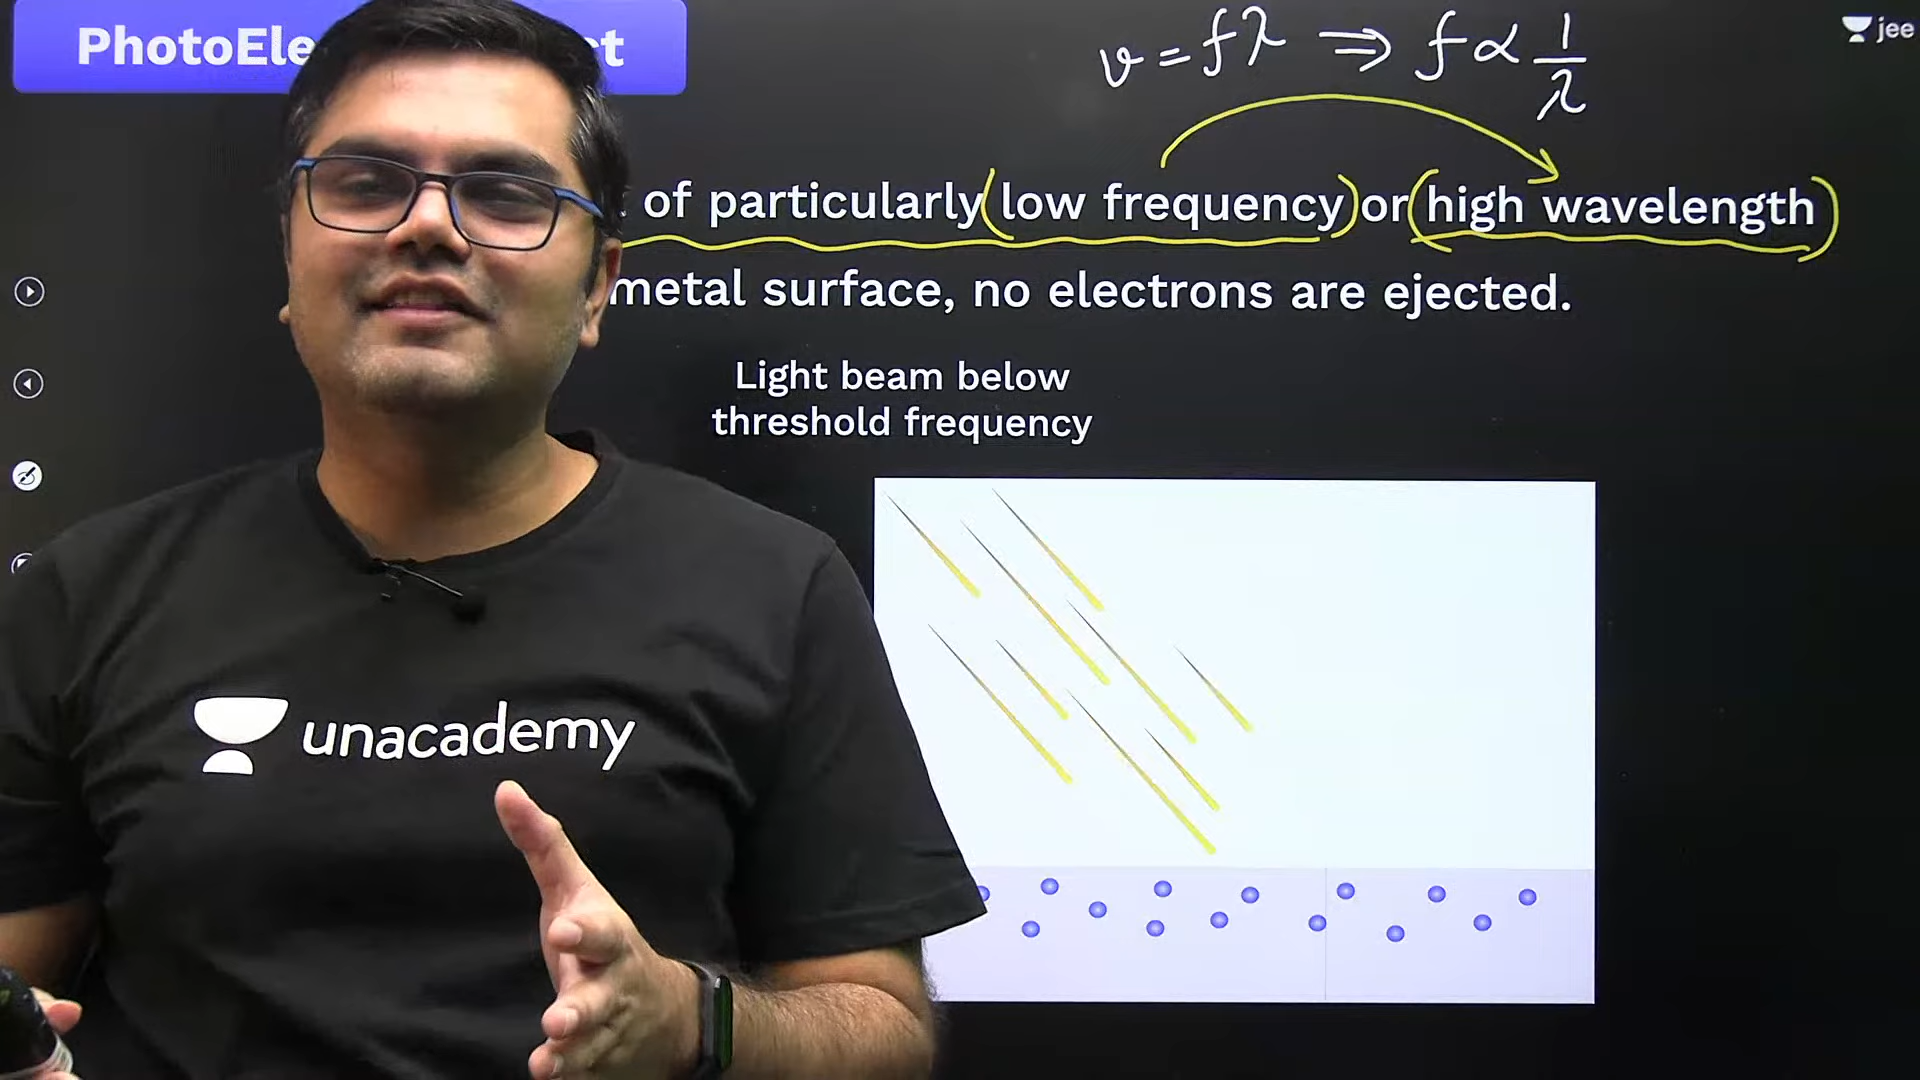 PhotoEle ct
v = fλ ⇒ f ∝ 1/λ
jee
of particularly (low frequency) or (high wavelength)
metal surface, no electrons are ejected.
Light beam below
threshold frequency
unacademy